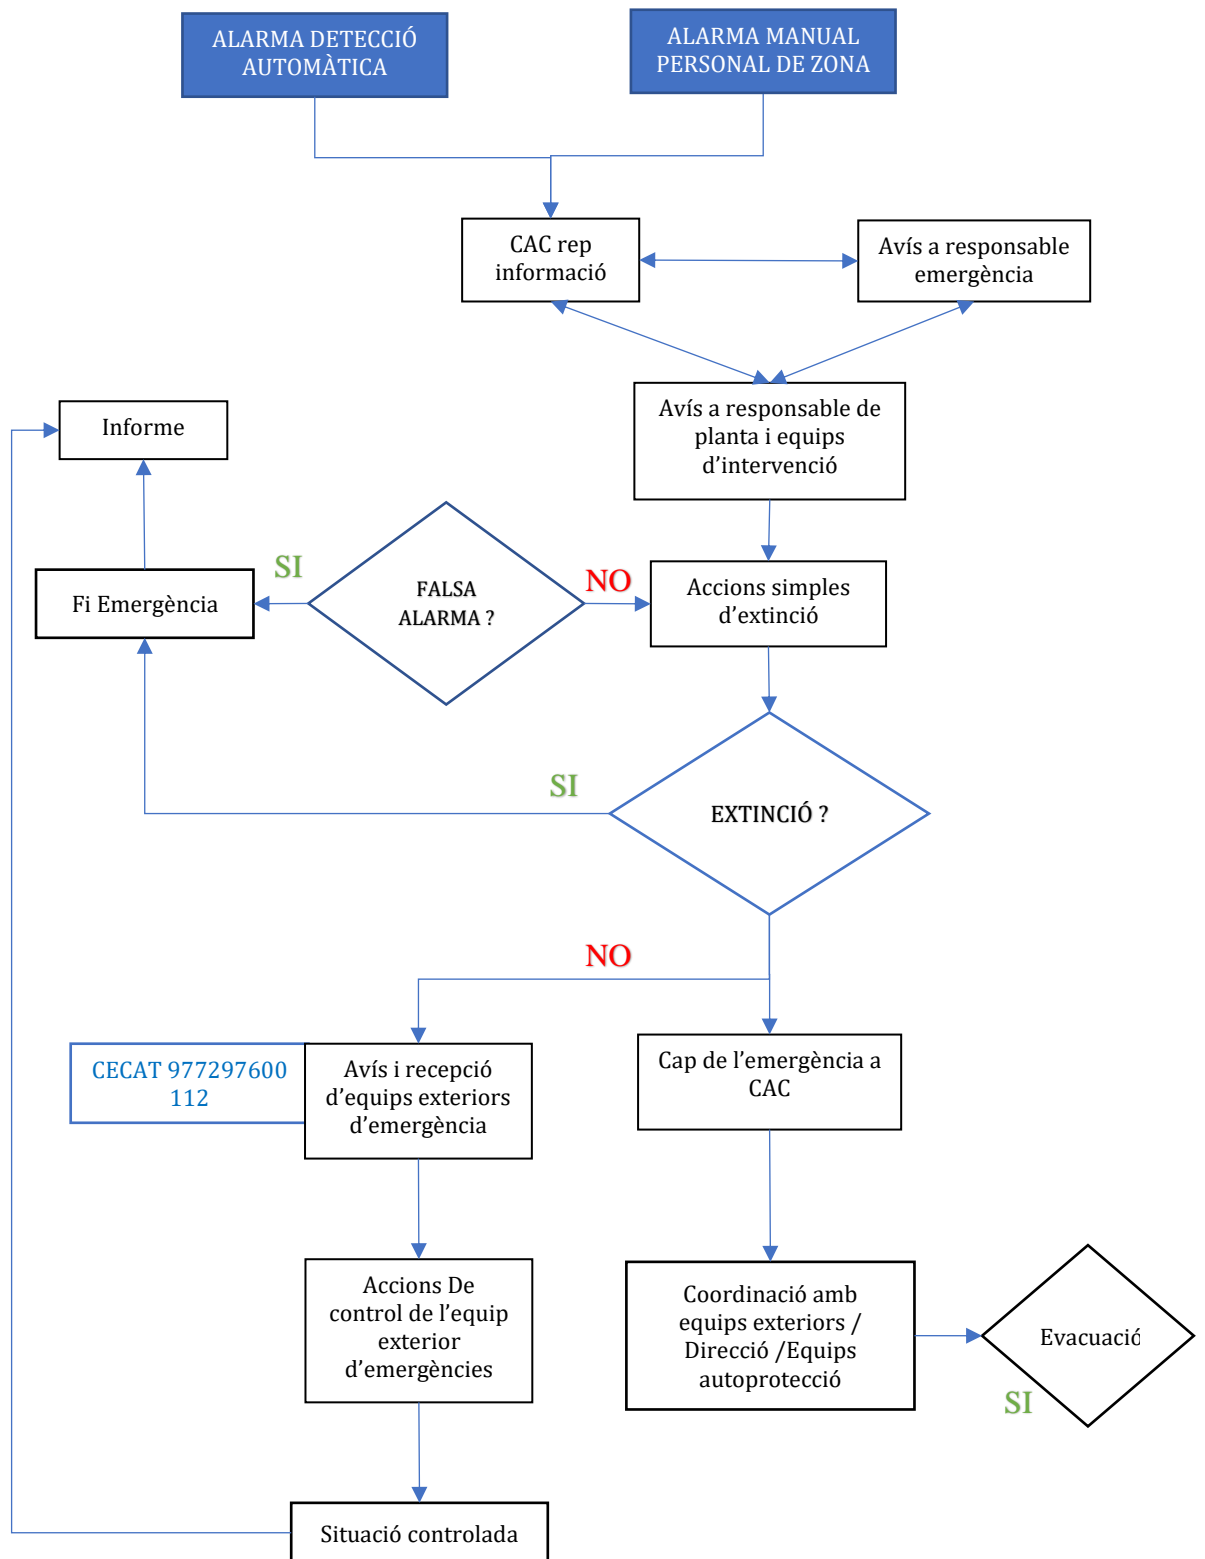 ALARMA DETECCIÓ
AUTOMÀTICA
ALARMA MANUAL
PERSONAL DE ZONA
CAC rep
informació
Avís a responsable
emergència
Avís a responsable de
planta i equips
d’intervenció
Informe
SI
FALSA
ALARMA ?
NO
Accions simples
d’extinció
Fi Emergència
SI
EXTINCIÓ ?
NO
CECAT 977297600
112
Avís i recepció
d’equips exteriors
d’emergència
Cap de l’emergència a
CAC
Accions De
control de l’equip
exterior
d’emergències
Coordinació amb
equips exteriors /
Direcció /Equips
autoprotecció
Evacuació
SI
Situació controlada